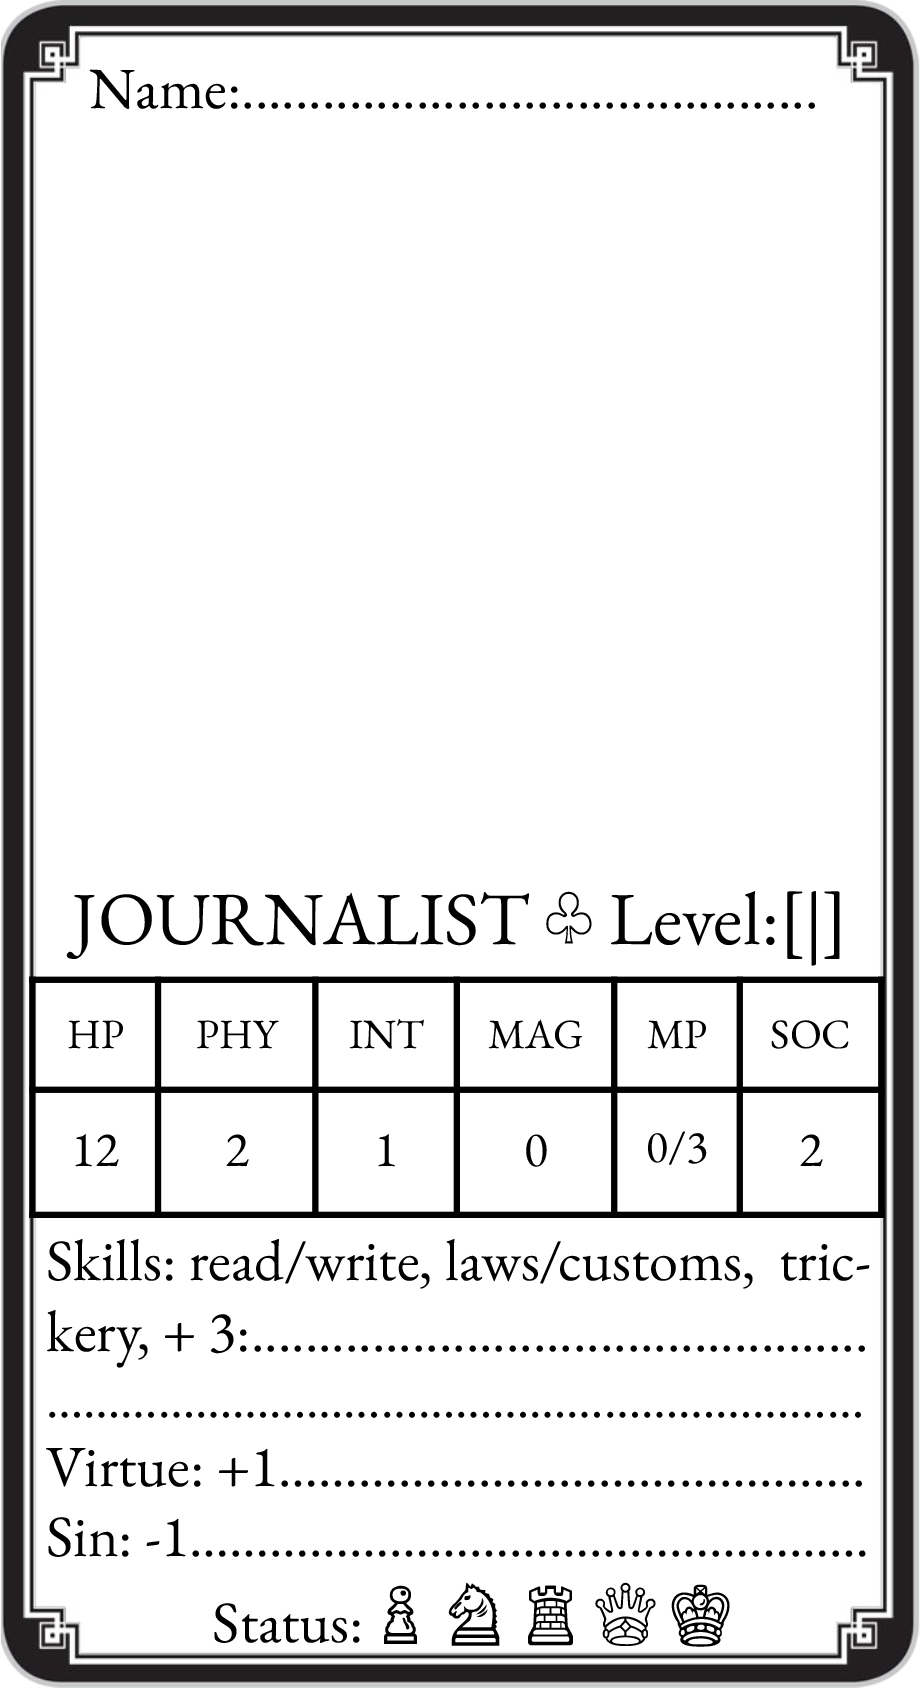 Name:...........................................
JOURNALIST ♧ Level:[|]
HP PHY INT MAG MP SOC
12 2 1 0 0/3 2
Skills: read/write, laws/customs, tric-
kery, + 3:..............................................
.............................................................
Virtue: +1............................................
Sin: -1...................................................
Status: ♙ ♘ ♖ ♕ ♔